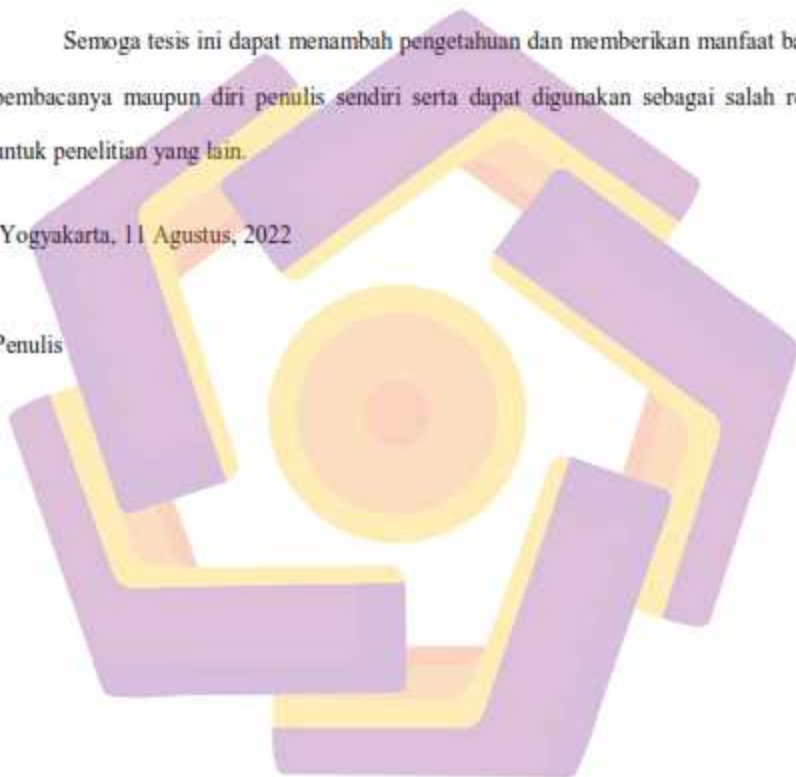 Semoga tesis ini dapat menambah pengetahuan dan memberikan manfaat
pembacanya maupun diri penulis sendiri serta dapat digunakan sebagai salah
untuk penelitian yang lain.
Yogyakarta, 11 Agustus, 2022
Penulis